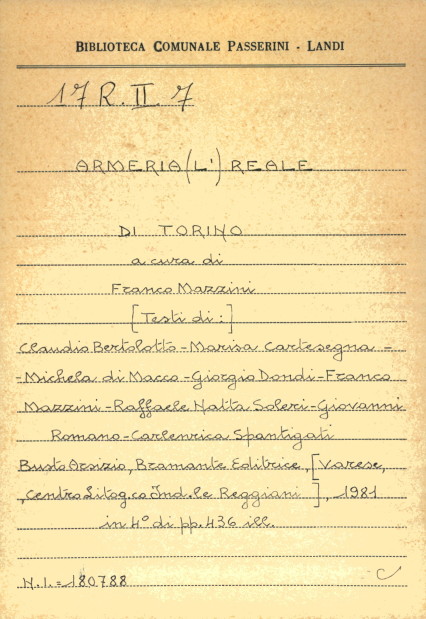 BIBLIOTECA COMUNALE PASSERINI - LANDI
17 R. II. 7
ARMERIA (L') REALE
DI TORINO
a cura di
Franco Mazzini
[Testi di:]
Claudio Bertolotto - Marisa Cartesegna -
- Michela di Macco - Giorgio Dondi - Franco
Mazzini - Raffaele Natta Soleri - Giovanni
Romano - Carlenrica Spantigati
Busto Arsizio, Bramante Editrice, [Varese,
, Centro Litog.co Ind.le Reggiani], 1981
in 4° di pp. 436 ill.
N.I. = 180788
C